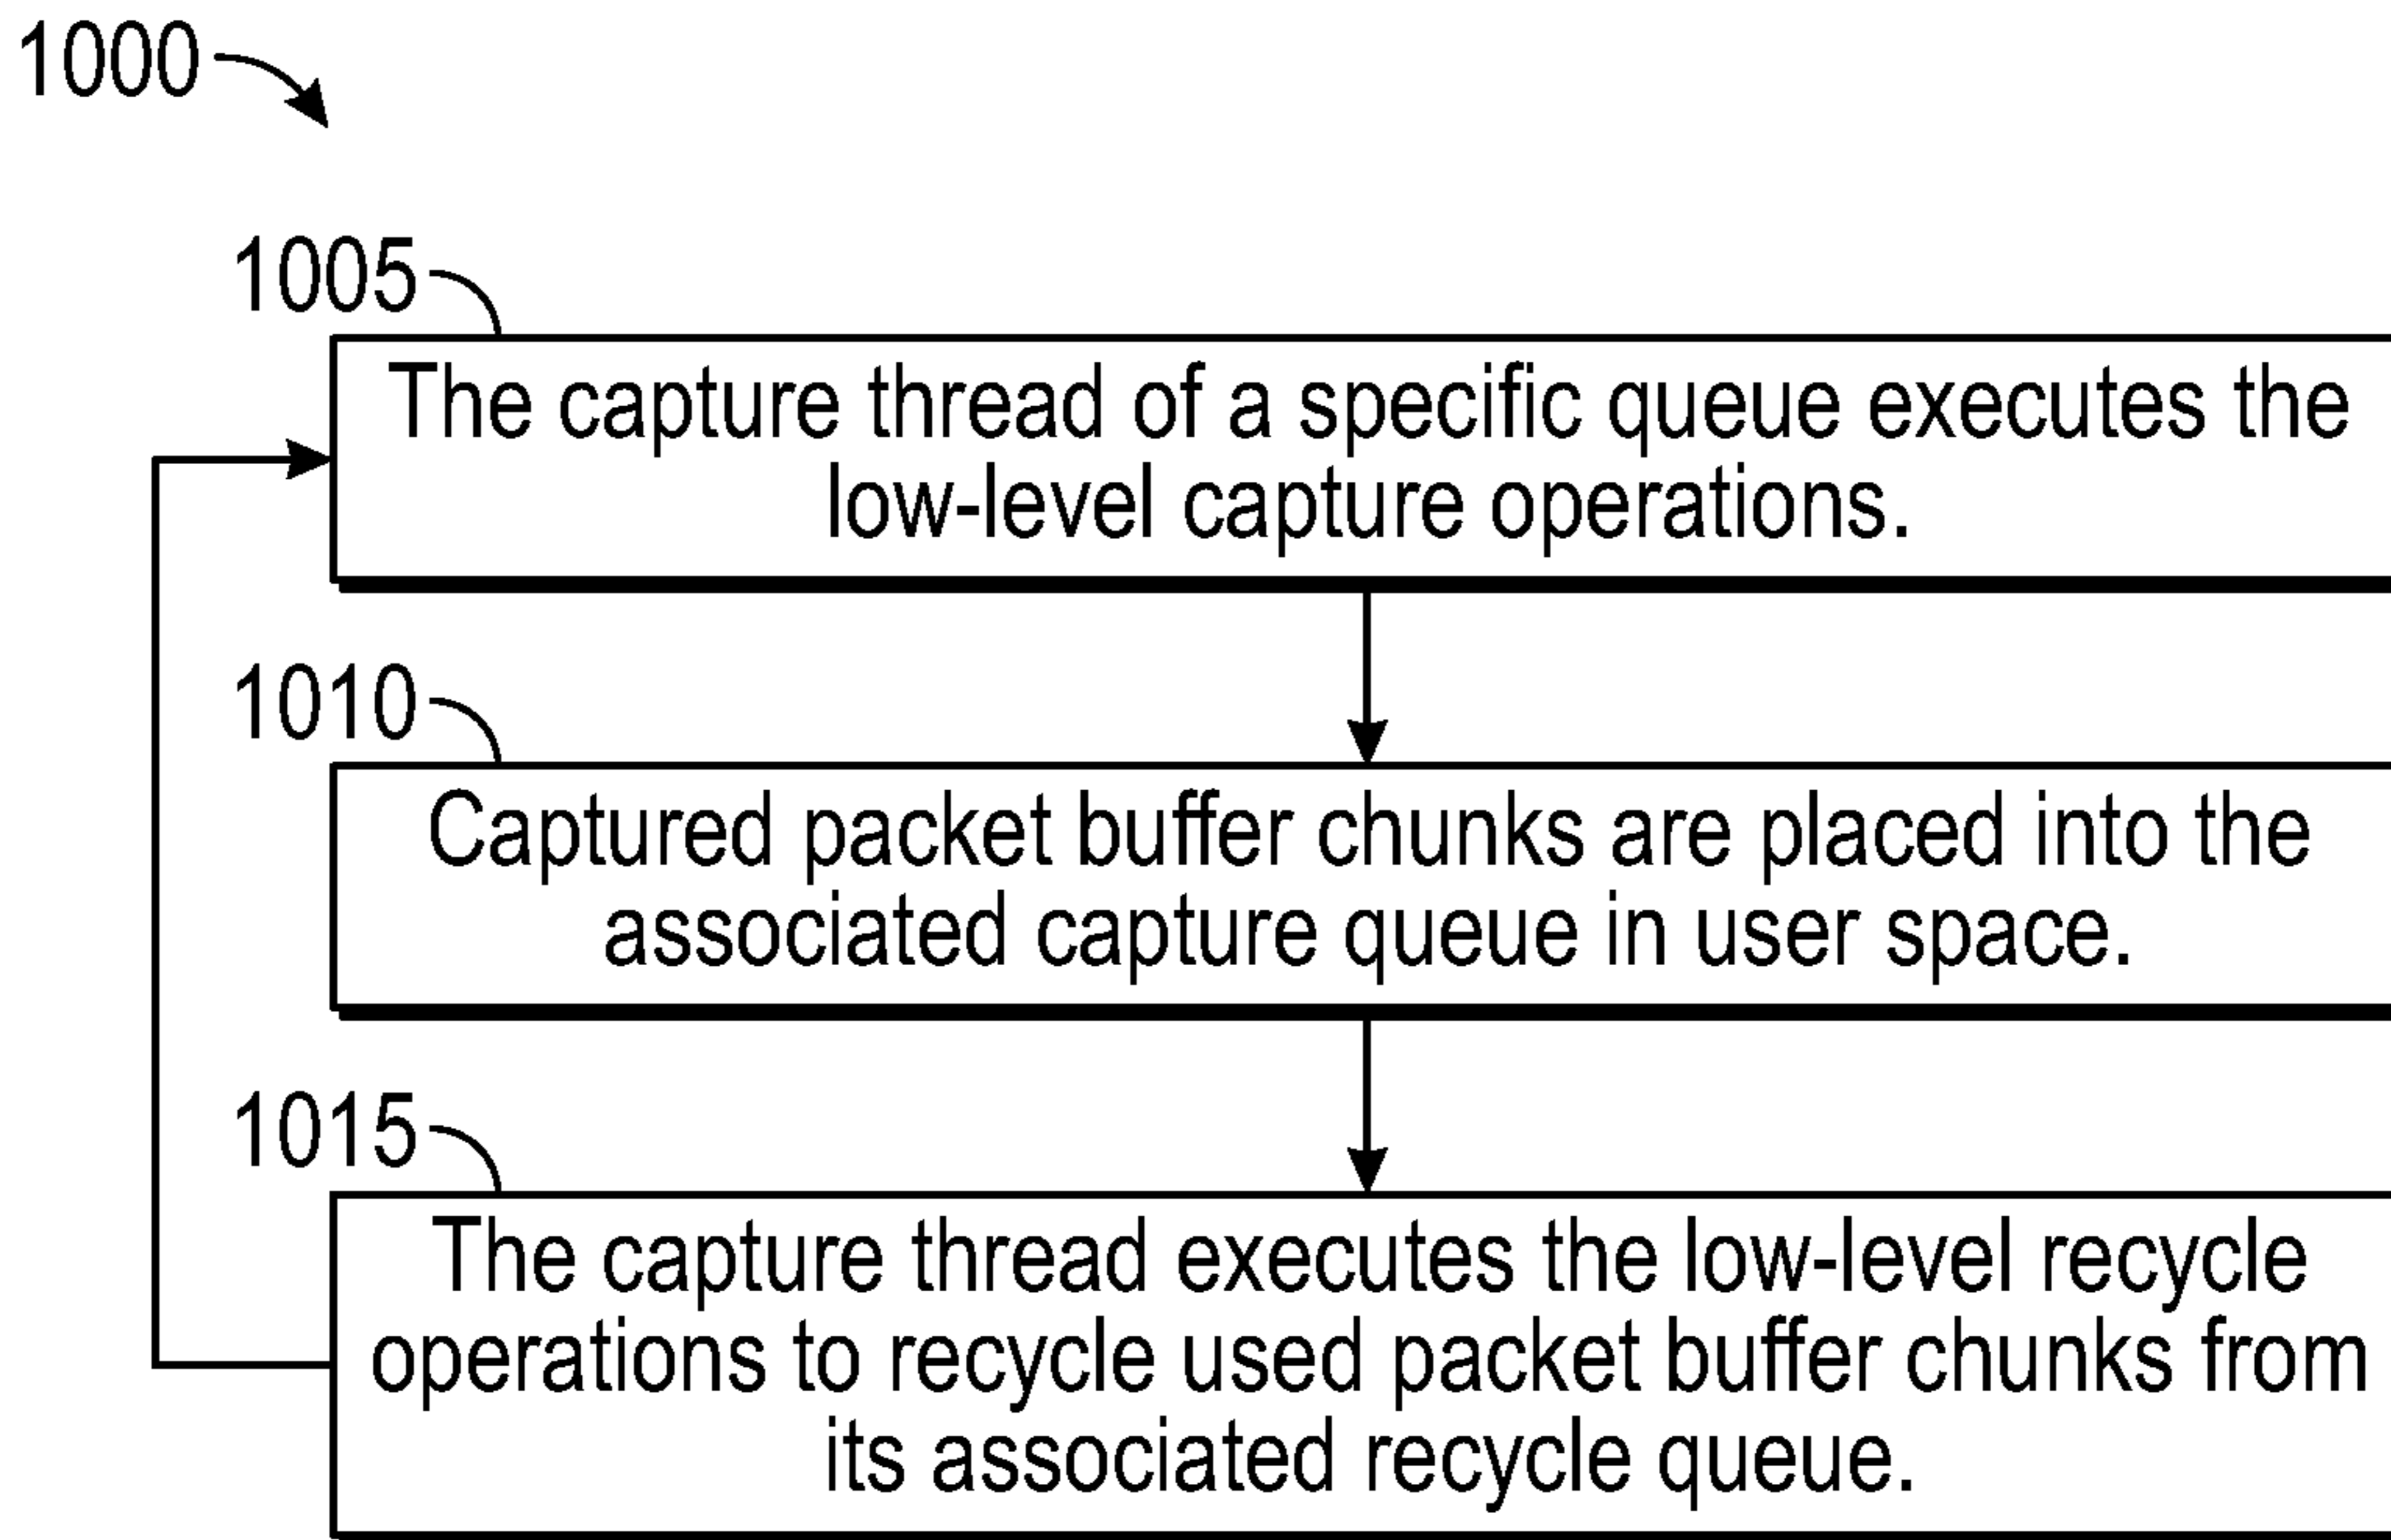 1000
1005
The capture thread of a specific queue executes the
low-level capture operations.
1010
Captured packet buffer chunks are placed into the
associated capture queue in user space.
1015
The capture thread executes the low-level recycle
operations to recycle used packet buffer chunks from
its associated recycle queue.